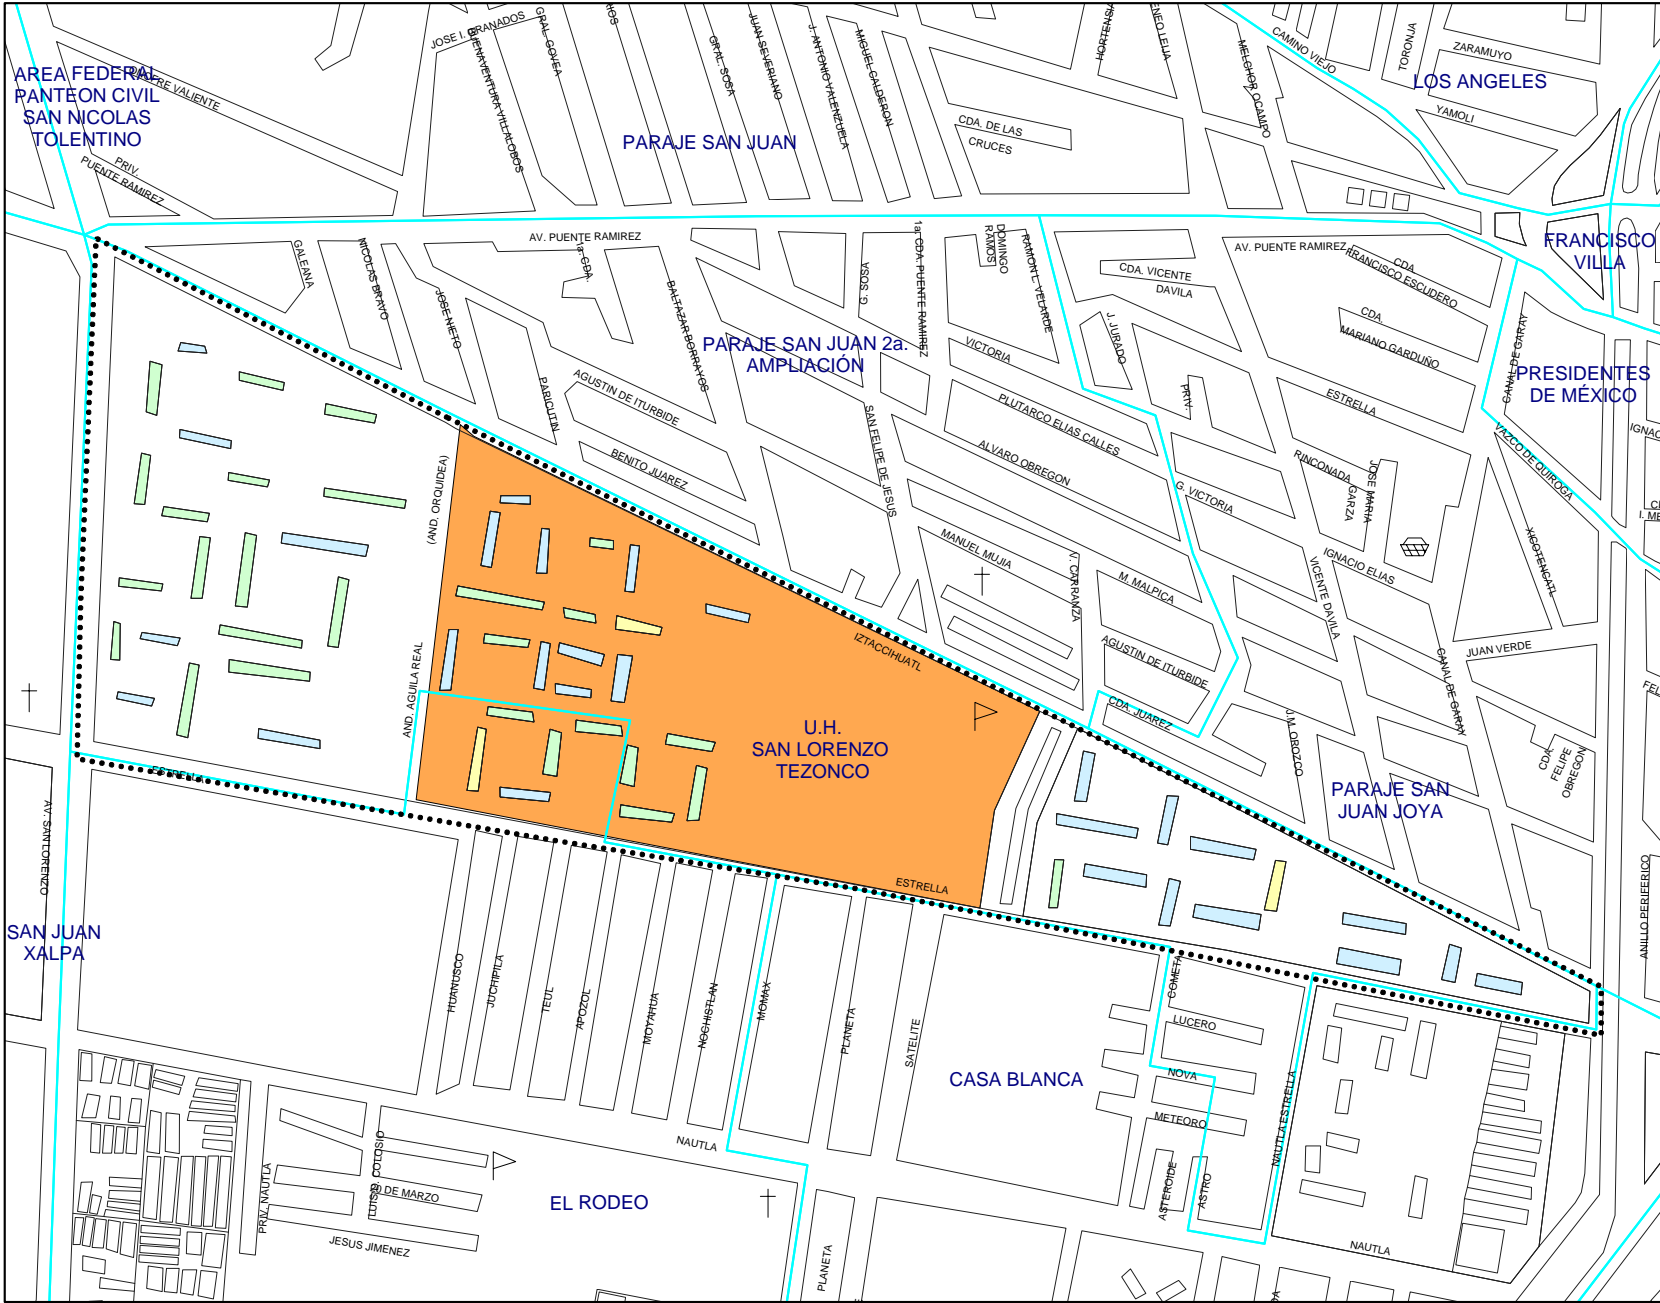 JOSE I. GRANADOS
BUENAVENTURA VILLALOBOS
GRAL. GOVEA
GRAL. SOSA
JUAN SEVERIANO
J. ANTONIO VALENZUELA
MIGUEL CALDERON
CDA. DE LAS
CRUCES
MELCHOR OCAMPO
CAMINO VIEJO
TORONJA
ZARAMUYO
LOS ANGELES
YAMOLI
AREA FEDERAL
PANTEON CIVIL
SAN NICOLAS
TOLENTINO
VALIENTE
PRIV.
PUENTE RAMIREZ
PARAJE SAN JUAN
AV. PUENTE RAMIREZ
GALEANA
NICOLAS BRAVO
JOSE NIETO
1a. CDA.
BALTAZAR BORRAYOS
PARICUTIN
AGUSTIN DE ITURBIDE
BENITO JUAREZ
PARAJE SAN JUAN 2a.
AMPLIACIÓN
G. SOSA
1a. CDA. PUENTE RAMIREZ
DOMINGO
RAMOS
RAMON L. VELARDE
CDA. VICENTE
DAVILA
J. JURADO
VICTORIA
PLUTARCO ELIAS CALLES
ALVARO OBREGON
SAN FELIPE DE JESUS
MANUEL MUJIA
V. CARRANZA
M. MALPICA
AGUSTIN DE ITURBIDE
CDA. JUAREZ
G. VICTORIA
PRIV.
AV. PUENTE RAMIREZ
CDA.
FRANCISCO ESCUDERO
CDA.
MARIANO GARDUÑO
ESTRELLA
RINCONADA
JOSE MARIA
GARZA
IGNACIO ELIAS
VICENTE DAVILA
CANAL DE GARAY
CANAL DE GARAY
FRANCISCO
VILLA
PRESIDENTES
DE MÉXICO
VAZCO DE QUIROGA
XICOTENCATL
JUAN VERDE
CDA.
FELIPE
OBREGON
J.M. OROZCO
PARAJE SAN
JUAN JOYA
ANILLO PERIFERICO
(AND. ORQUIDEA)
AND. AGUILA REAL
IZTACCIHUATL
U.H.
SAN LORENZO
TEZONCO
ESTRELLA
ESTRELLA
AV. SAN LORENZO
SAN JUAN
XALPA
HUANUSCO
JUCHIPILA
TEUL
APOZOL
MOYAHUA
NOCHISTLAN
MOMAX
PLANETA
SATELITE
COMETA
LUCERO
NOVA
METEORO
ASTEROIDE
ASTRO
NAUTLA ESTRELLA
CASA BLANCA
NAUTLA
NAUTLA
EL RODEO
PRIV. NAUTLA
LUIS D. COLOSIO
DE MARZO
JESUS JIMENEZ
PLANETA